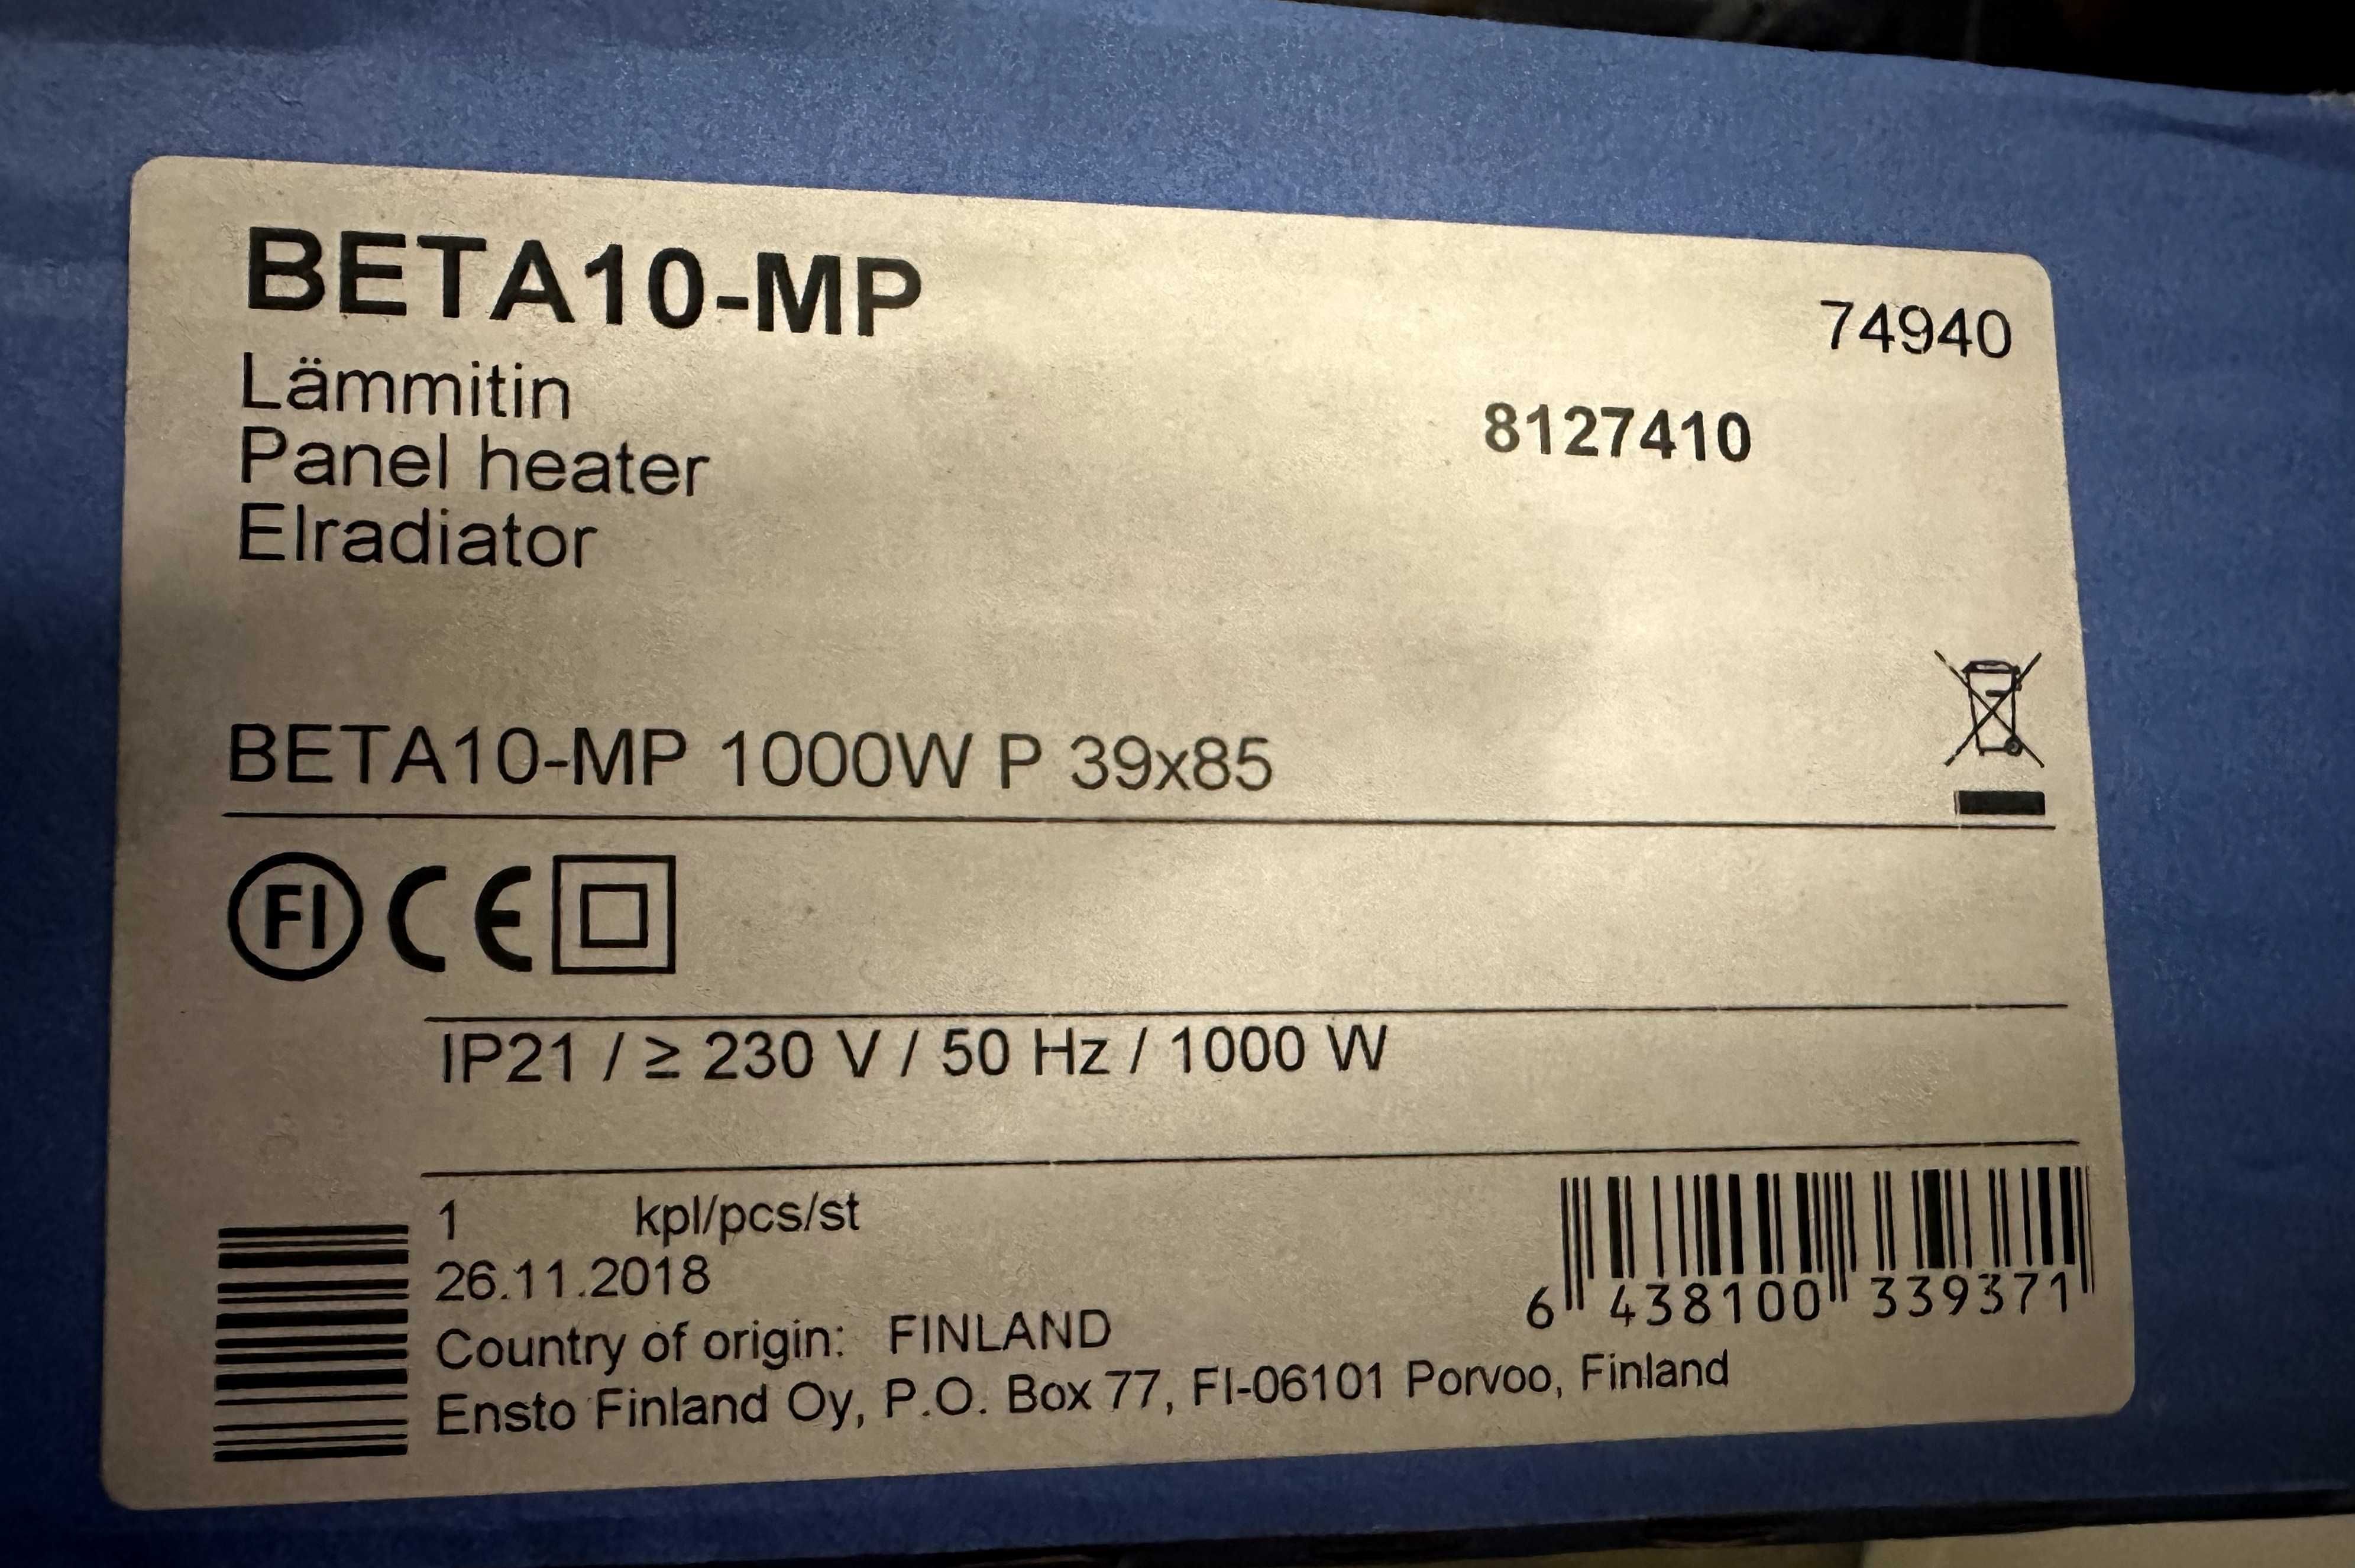 BETA10-MP
74940
Lämmitin
8127410
Panel heater
Elradiator
BETA10-MP 1000W P 39x85
FI CE
IP21 / ≥ 230 V / 50 Hz / 1000 W
1 kpl/pcs/st
26.11.2018
Country of origin: FINLAND
Ensto Finland Oy, P.O. Box 77, FI-06101 Porvoo, Finland
6 438100 339371